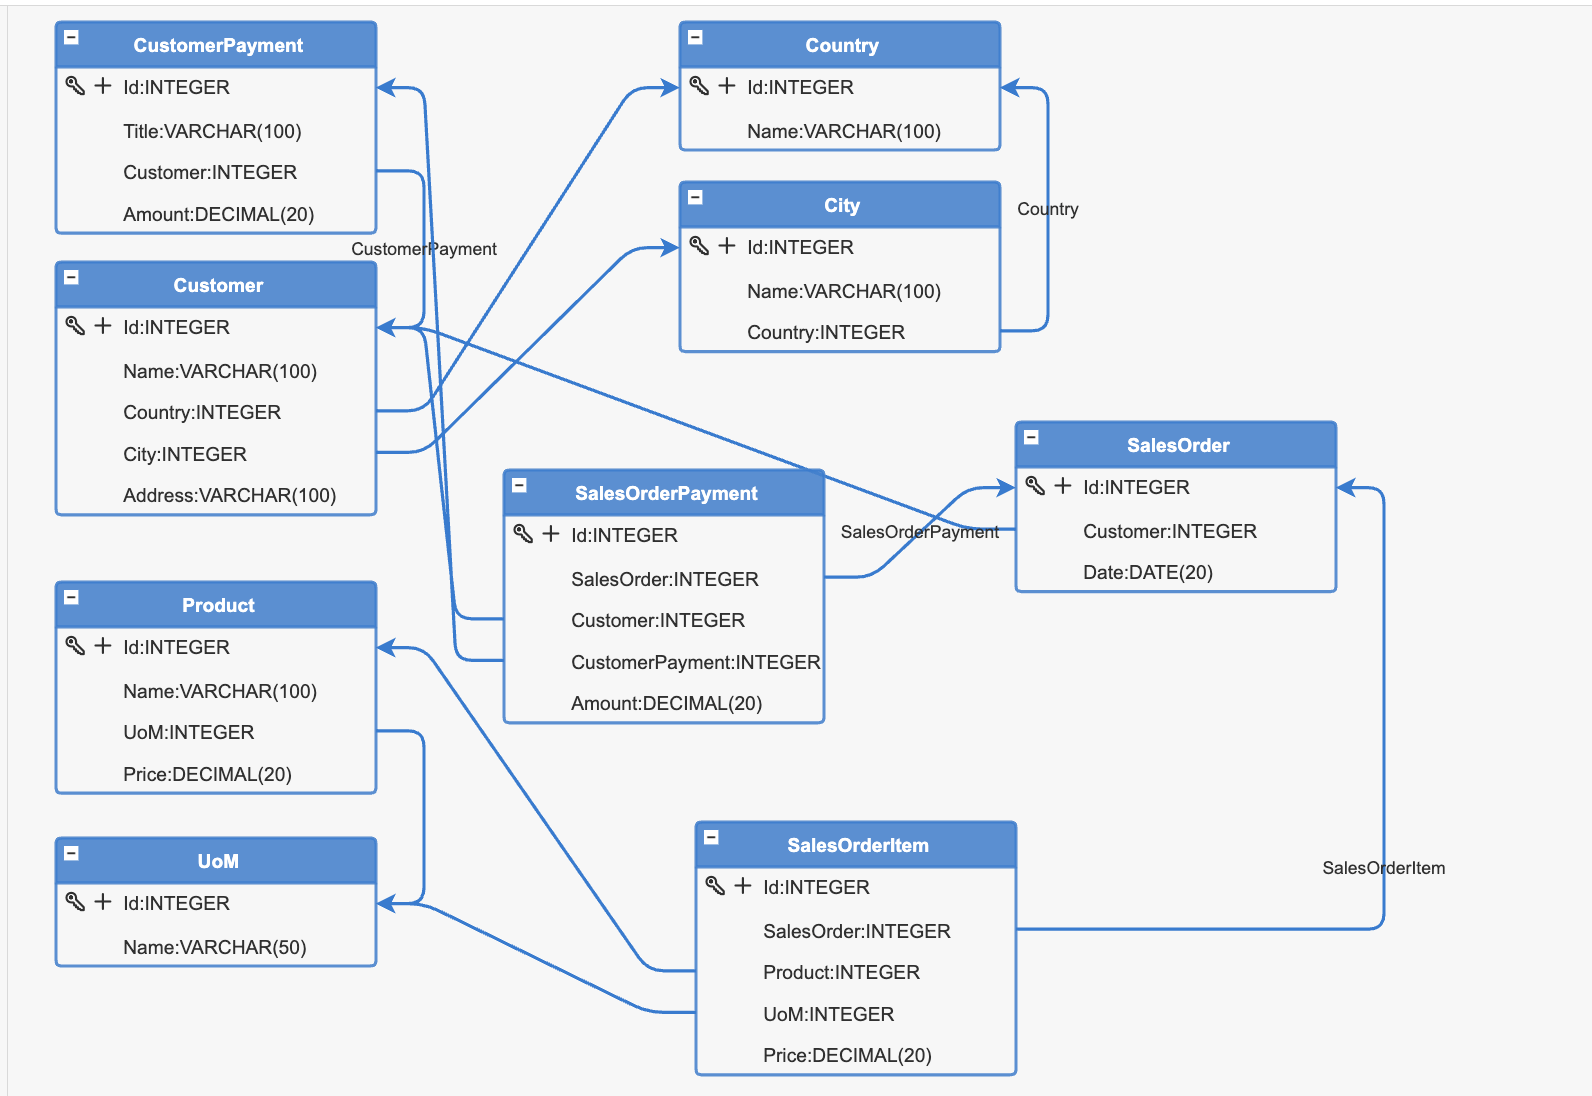 CustomerPayment
Id:INTEGER
Title:VARCHAR(100)
Customer:INTEGER
Amount:DECIMAL(20)
CustomerPayment
Customer
Id:INTEGER
Name:VARCHAR(100)
Country:INTEGER
City:INTEGER
Address:VARCHAR(100)
Country
Id:INTEGER
Name:VARCHAR(100)
City
Id:INTEGER
Name:VARCHAR(100)
Country:INTEGER
Country
SalesOrderPayment
Id:INTEGER
SalesOrder:INTEGER
Customer:INTEGER
CustomerPayment:INTEGER
Amount:DECIMAL(20)
SalesOrderPayment
SalesOrder
Id:INTEGER
Customer:INTEGER
Date:DATE(20)
Product
Id:INTEGER
Name:VARCHAR(100)
UoM:INTEGER
Price:DECIMAL(20)
UoM
Id:INTEGER
Name:VARCHAR(50)
SalesOrderItem
Id:INTEGER
SalesOrder:INTEGER
Product:INTEGER
UoM:INTEGER
Price:DECIMAL(20)
SalesOrderItem